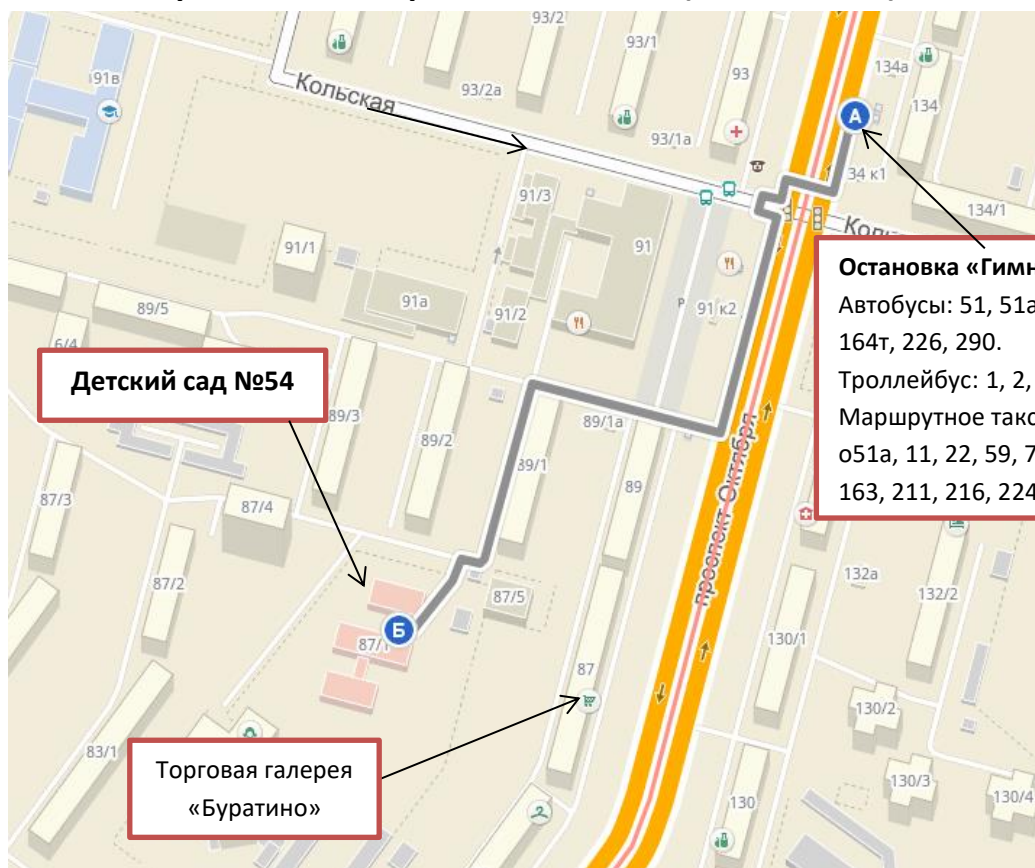 93/2
93/1
91в
93/2а
93
134а
134
Кольская
А
93/1а
34 к1
91/3
134/1
91/1
91
91а
91/2
Р
91 к2
89/5
6/4
Остановка
Автобусы: 51, 51а
164т, 226, 290.
Троллейбус: 1, 2,
Маршрутное
о51а, 11, 22, 59, 7
163, 211, 216, 224
Детский сад №54
89/3
89/2
89/1а
89/1
89
проспект Октября
87/3
87/4
87/2
87/5
132а
132/2
Б
87/1
130/1
87
130/2
83/1
Торговая галерея
«Буратино»
130
130/3
130/4